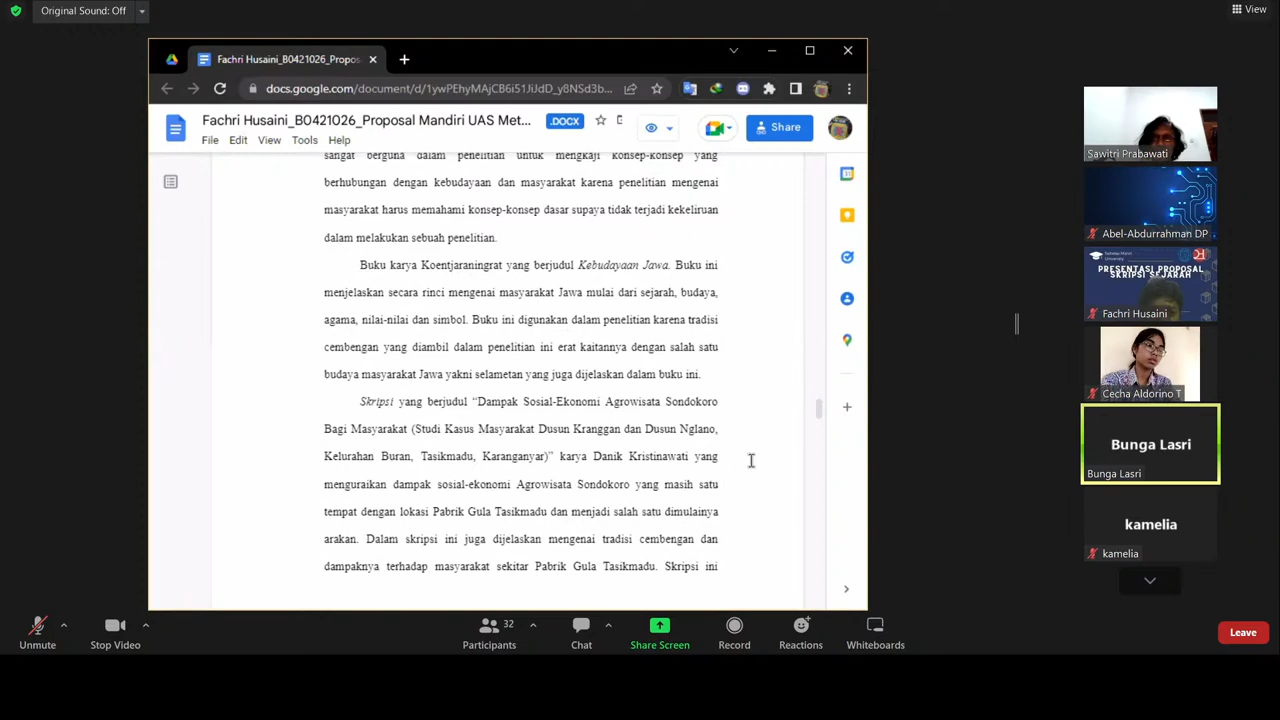 Original Sound: Off
View
Fachri Husaini_B0421026_Propos
docs.google.com/document/d/1ywPEhyMAjCB6i51JiJdD_y8NSd3b...
Fachri Husaini_B0421026_Proposal Mandiri UAS Met...
.DOCX
Share
File Edit View Tools Help
sangat berguna dalam penelitian untuk mengkaji konsep-konsep yang
berhubungan dengan kebudayaan dan masyarakat karena penelitian mengenai
masyarakat harus memahami konsep-konsep dasar supaya tidak terjadi kekeliruan
dalam melakukan sebuah penelitian.
Buku karya Koentjaraningrat yang berjudul Kebudayaan Jawa. Buku ini
menjelaskan secara rinci mengenai masyarakat Jawa mulai dari sejarah, budaya,
agama, nilai-nilai dan simbol. Buku ini digunakan dalam penelitian karena tradisi
cembengan yang diambil dalam penelitian ini erat kaitannya dengan salah satu
budaya masyarakat Jawa yakni selametan yang juga dijelaskan dalam buku ini.
Skripsi yang berjudul “Dampak Sosial-Ekonomi Agrowisata Sondokoro
Bagi Masyarakat (Studi Kasus Masyarakat Dusun Kranggan dan Dusun Nglano,
Kelurahan Buran, Tasikmadu, Karanganyar)” karya Danik Kristinawati yang
menguraikan dampak sosial-ekonomi Agrowisata Sondokoro yang masih satu
tempat dengan lokasi Pabrik Gula Tasikmadu dan menjadi salah satu dimulainya
arakan. Dalam skripsi ini juga dijelaskan mengenai tradisi cembengan dan
dampaknya terhadap masyarakat sekitar Pabrik Gula Tasikmadu. Skripsi ini
Sawitri Prabawati
Abel-Abdurrahman DP
PRESENTASI PROPOSAL
SKRIPSI SEJARAH
Fachri Husaini
Cecha Aldorino T
Bunga Lasri
Bunga Lasri
kamelia
kamelia
Unmute
Stop Video
32
Participants
Chat
Share Screen
Record
Reactions
Whiteboards
Leave